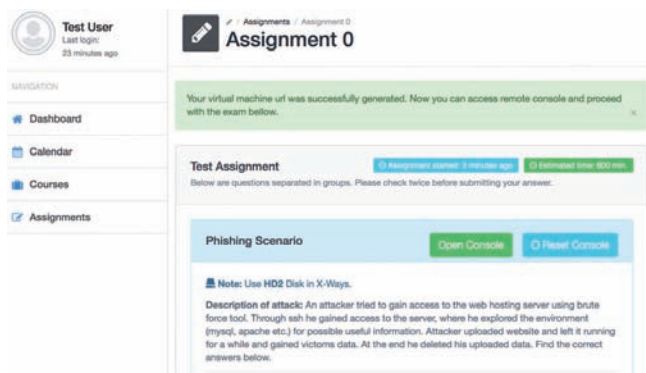 Test User
Last login:
23 minutes ago
/ Assignments / Assignment 0
Assignment 0
NAVIGATION
Dashboard
Calendar
Courses
Assignments
Your virtual machine url was successfully generated. Now you can access remote console and proceed
with the exam bellow.
×
Test Assignment
Assignment started: 3 minutes ago
Estimated time: 600 min.
Below are questions separated in groups. Please check twice before submitting your answer.
Phishing Scenario
Open Console
Reset Console
Note: Use HD2 Disk in X-Ways.
Description of attack: An attacker tried to gain access to the web hosting server using brute
force tool. Through ssh he gained access to the server, where he explored the environment
(mysql, apache etc.) for possible useful information. Attacker uploaded website and left it running
for a while and gained victoms data. At the end he deleted his uploaded data. Find the correct
answers below.